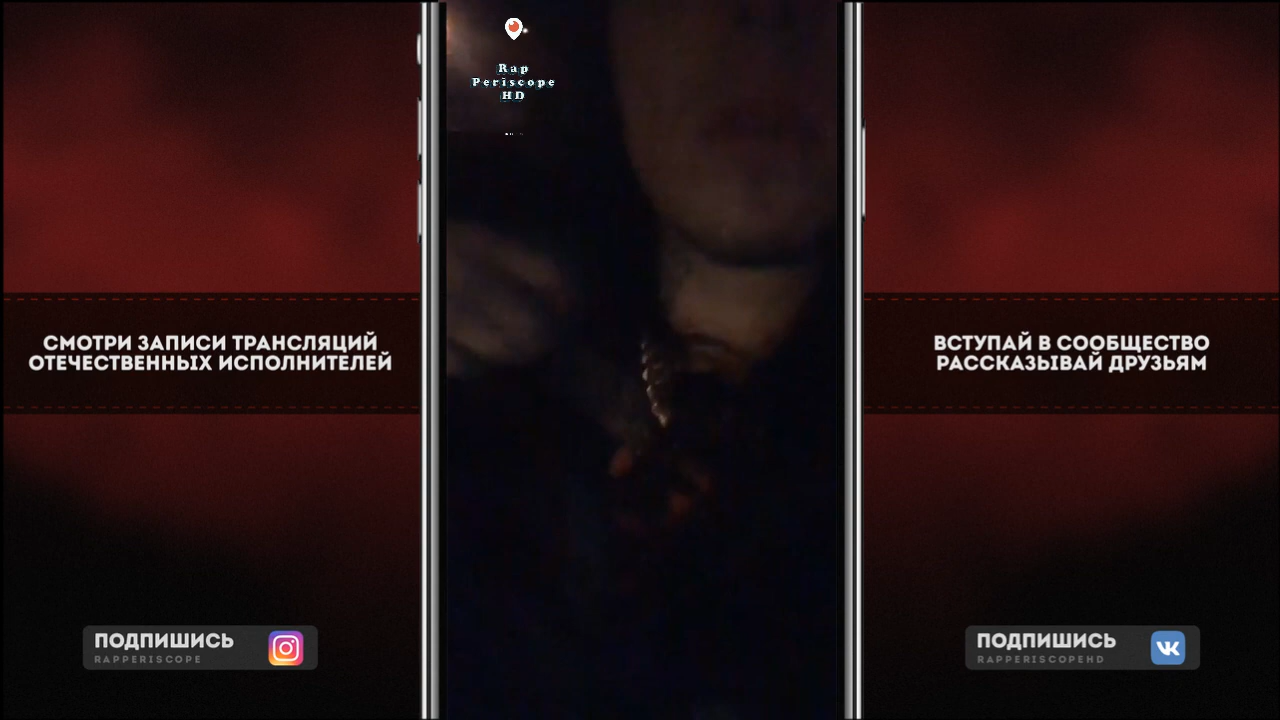 Rap
Periscope
HD
СМОТРИ ЗАПИСИ ТРАНСЛЯЦИЙ
ОТЕЧЕСТВЕННЫХ ИСПОЛНИТЕЛЕЙ
ВСТУПАЙ В СООБЩЕСТВО
РАССКАЗЫВАЙ ДРУЗЬЯМ
ПОДПИШИСЬ
RAPPERISCOPE
ПОДПИШИСЬ
RAPPERISCOPEHD